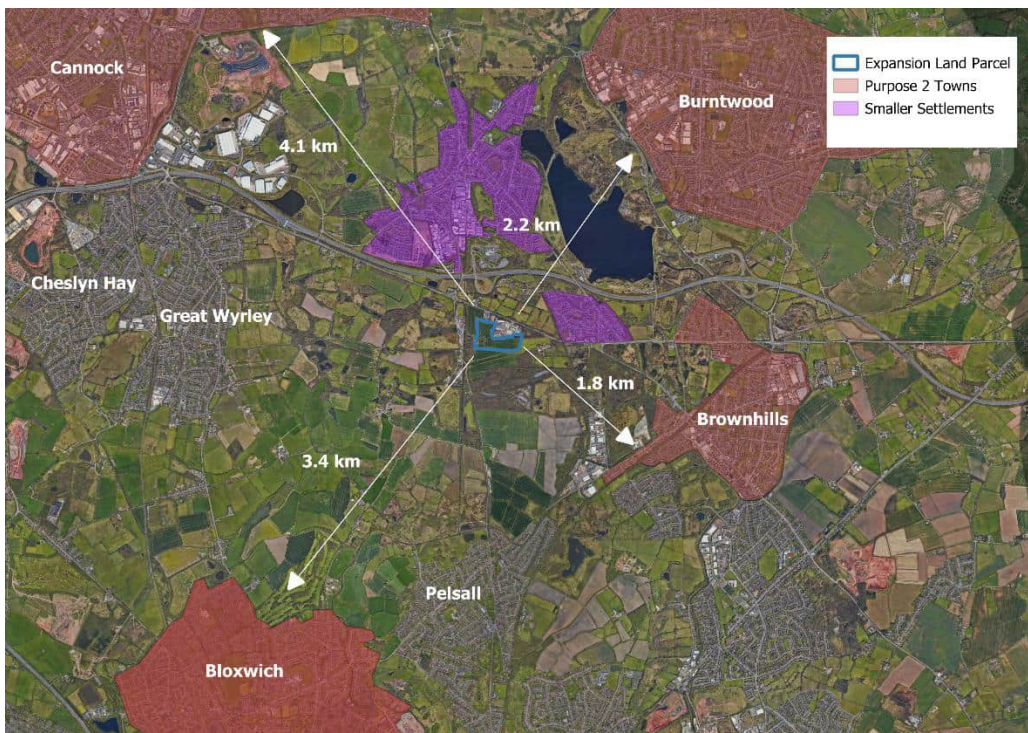 Cannock
Burntwood
Expansion Land Parcel
Purpose 2 Towns
Smaller Settlements
4.1 km
2.2 km
Cheslyn Hay
Great Wyrley
1.8 km
Brownhills
3.4 km
Pelsall
Bloxwich